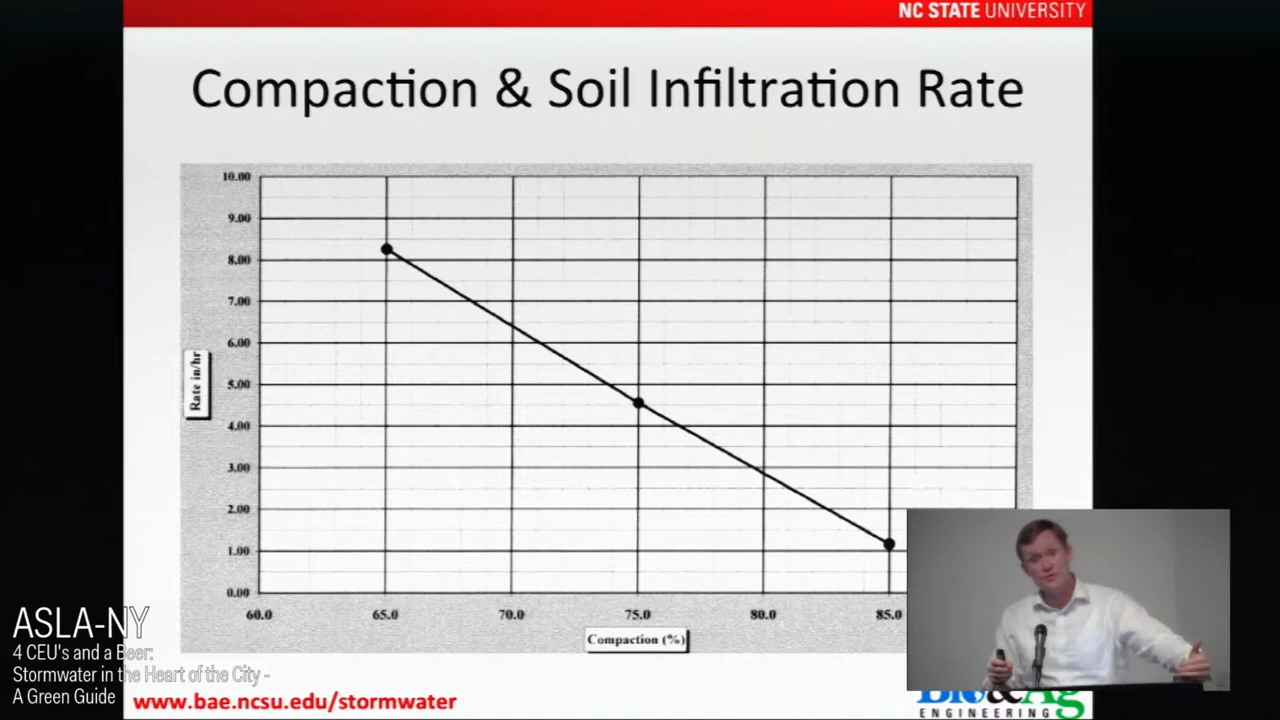 NC STATE UNIVERSITY
Compaction & Soil Infiltration Rate
10.00
9.00
8.00
7.00
6.00
5.00
4.00
3.00
2.00
1.00
0.00
Rate in/hr
60.0 65.0 70.0 75.0 80.0 85.0
Compaction (%)
ASLA-NY
4 CEU's and a Beer:
Stormwater in the Heart of the City -
A Green Guide
www.bae.ncsu.edu/stormwater
Bio&Ag
ENGINEERING